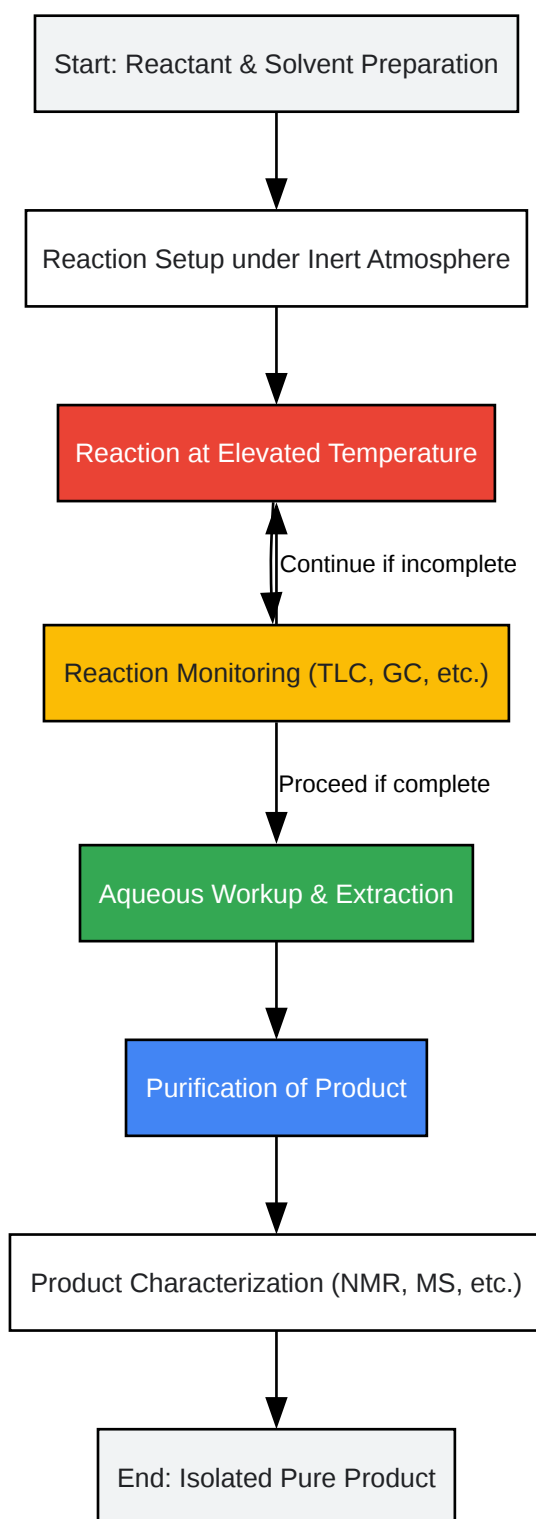 Start: Reactant & Solvent Preparation
Reaction Setup under Inert Atmosphere
Reaction at Elevated Temperature
Continue if incomplete
Reaction Monitoring (TLC, GC, etc.)
Proceed if complete
Aqueous Workup & Extraction
Purification of Product
Product Characterization (NMR, MS, etc.)
End: Isolated Pure Product